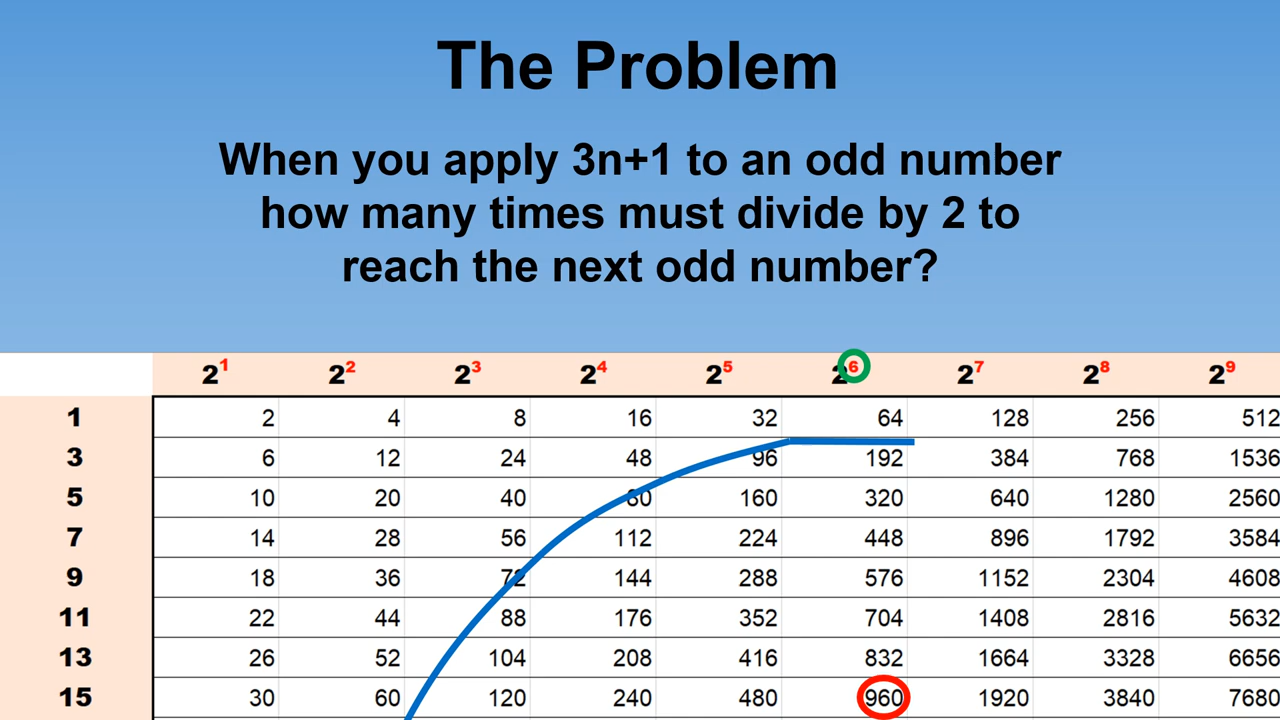 The Problem
When you apply 3n+1 to an odd number
how many times must divide by 2 to
reach the next odd number?
2¹ 2² 2³ 2⁴ 2⁵ 2⁶ 2⁷ 2⁸ 2⁹
1 2 4 8 16 32 64 128 256 512
3 6 12 24 48 96 192 384 768 1536
5 10 20 40 80 160 320 640 1280 2560
7 14 28 56 112 224 448 896 1792 3584
9 18 36 72 144 288 576 1152 2304 4608
11 22 44 88 176 352 704 1408 2816 5632
13 26 52 104 208 416 832 1664 3328 6656
15 30 60 120 240 480 960 1920 3840 7680